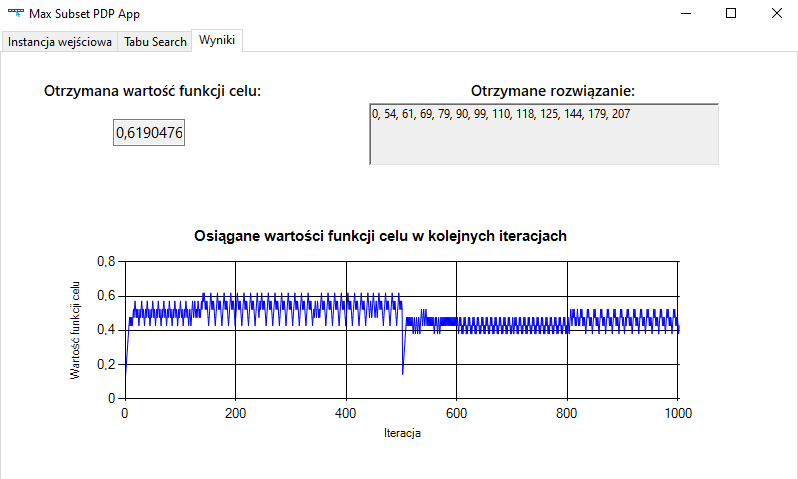 Max Subset PDP App
Instancja wejściowa Tabu Search Wyniki
Otrzymana wartość funkcji celu:
0,6190476
Otrzymane rozwiązanie:
0, 54, 61, 69, 79, 90, 99, 110, 118, 125, 144, 179, 207
Osiągane wartości funkcji celu w kolejnych iteracjach
Wartość funkcji celu
0,8
0,6
0,4
0,2
0
0 200 400 600 800 1000
Iteracja